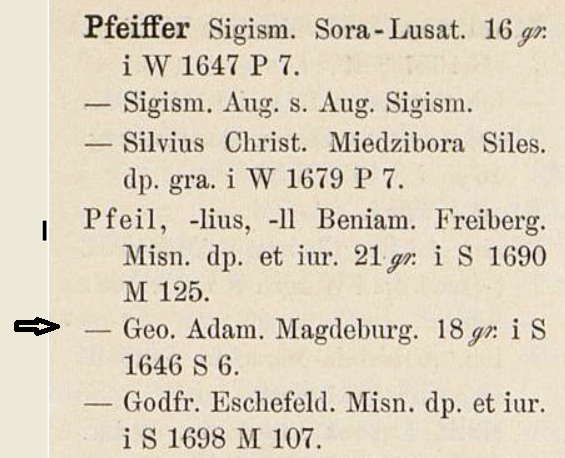 Pfeiffer Sigism. Sora-Lusat. 16 gr.
i W 1647 P 7.
— Sigism. Aug. s. Aug. Sigism.
— Silvius Christ. Miedzibora Siles.
dp. gra. i W 1679 P 7.
Pfeil, -lius, -ll Beniam. Freiberg.
Misn. dp. et iur. 21 gr. i S 1690
M 125.
— Geo. Adam. Magdeburg. 18 gr. i S
1646 S 6.
— Godfr. Eschefeld. Misn. dp. et iur.
i S 1698 M 107.